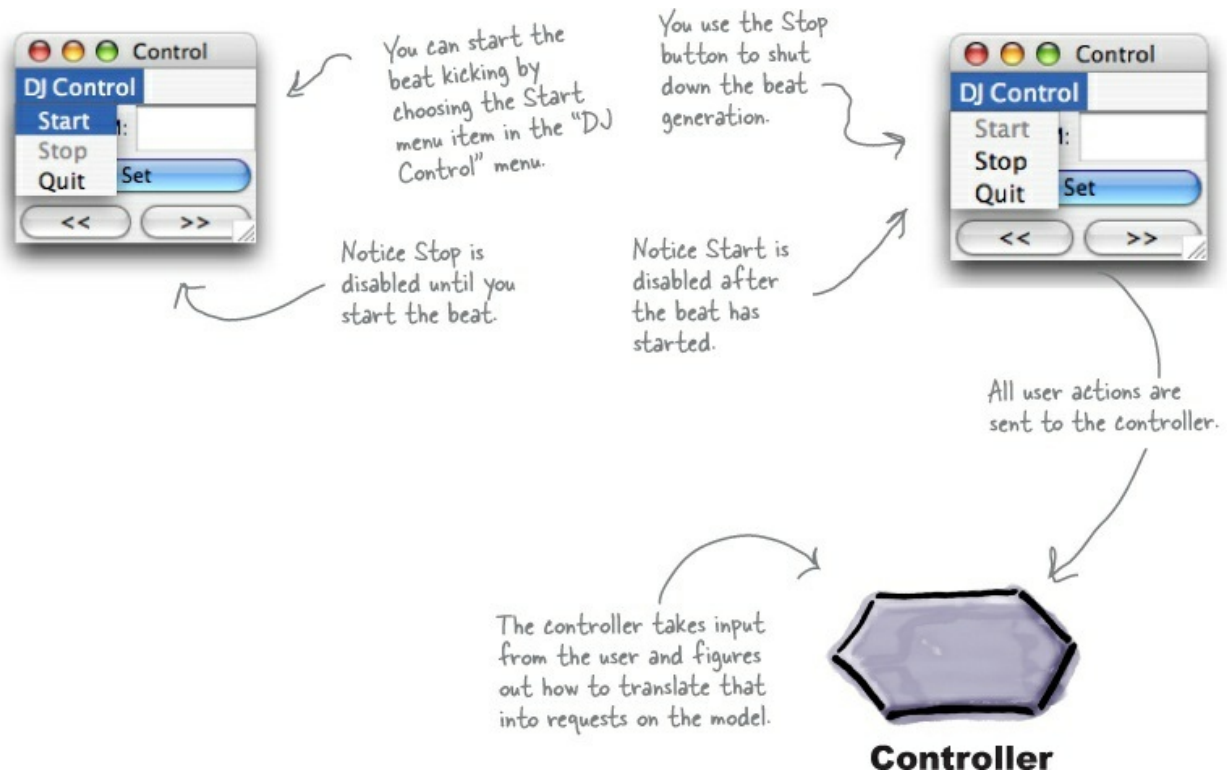 Control
DJ Control
Start
Stop
Quit
Set
<<
>>
You can start the
beat kicking by
choosing the Start
menu item in the “DJ
Control” menu.
You use the Stop
button to shut
down the beat
generation.
Control
DJ Control
Start
Stop
Quit
Set
<<
>>
Notice Stop is
disabled until you
start the beat.
Notice Start is
disabled after
the beat has
started.
All user actions are
sent to the controller.
The controller takes input
from the user and figures
out how to translate that
into requests on the model.
Controller